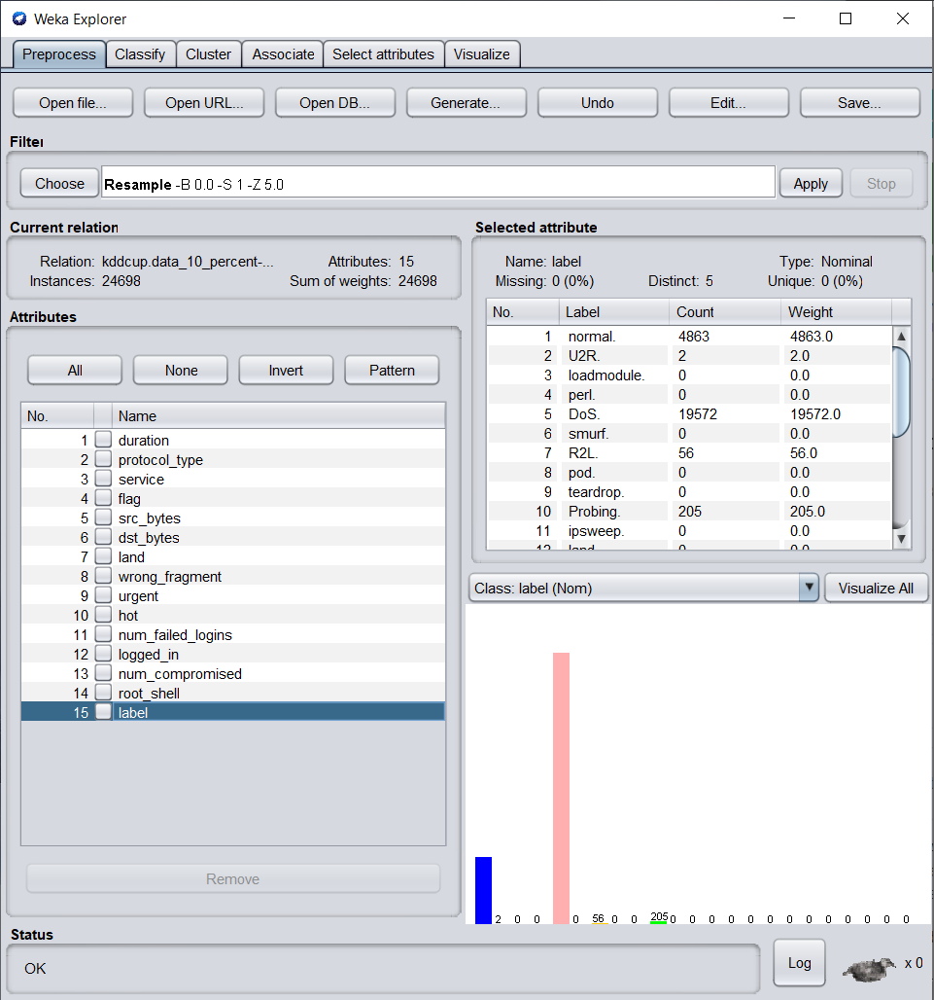 Weka Explorer
Preprocess Classify Cluster Associate Select attributes Visualize
Open file... Open URL... Open DB... Generate... Undo Edit... Save...
Filter
Choose Resample -B 0.0 -S 1 -Z 5.0 Apply Stop
Current relation
Relation: kddcup.data_10_percent-... Attributes: 15
Instances: 24698 Sum of weights: 24698
Attributes
All None Invert Pattern
No. Name
1 duration
2 protocol_type
3 service
4 flag
5 src_bytes
6 dst_bytes
7 land
8 wrong_fragment
9 urgent
10 hot
11 num_failed_logins
12 logged_in
13 num_compromised
14 root_shell
15 label
Remove
Selected attribute
Name: label Type: Nominal
Missing: 0 (0%) Distinct: 5 Unique: 0 (0%)
No. Label Count Weight
1 normal. 4863 4863.0
2 U2R. 2 2.0
3 loadmodule. 0 0.0
4 perl. 0 0.0
5 DoS. 19572 19572.0
6 smurf. 0 0.0
7 R2L. 56 56.0
8 pod. 0 0.0
9 teardrop. 0 0.0
10 Probing. 205 205.0
11 ipsweep. 0 0.0
12 land. 0 0.0
Class: label (Nom) Visualize All
2 0 0 0 56 0 0 205 0 0 0 0 0 0 0 0 0 0 0 0 0
Status
OK
Log x 0